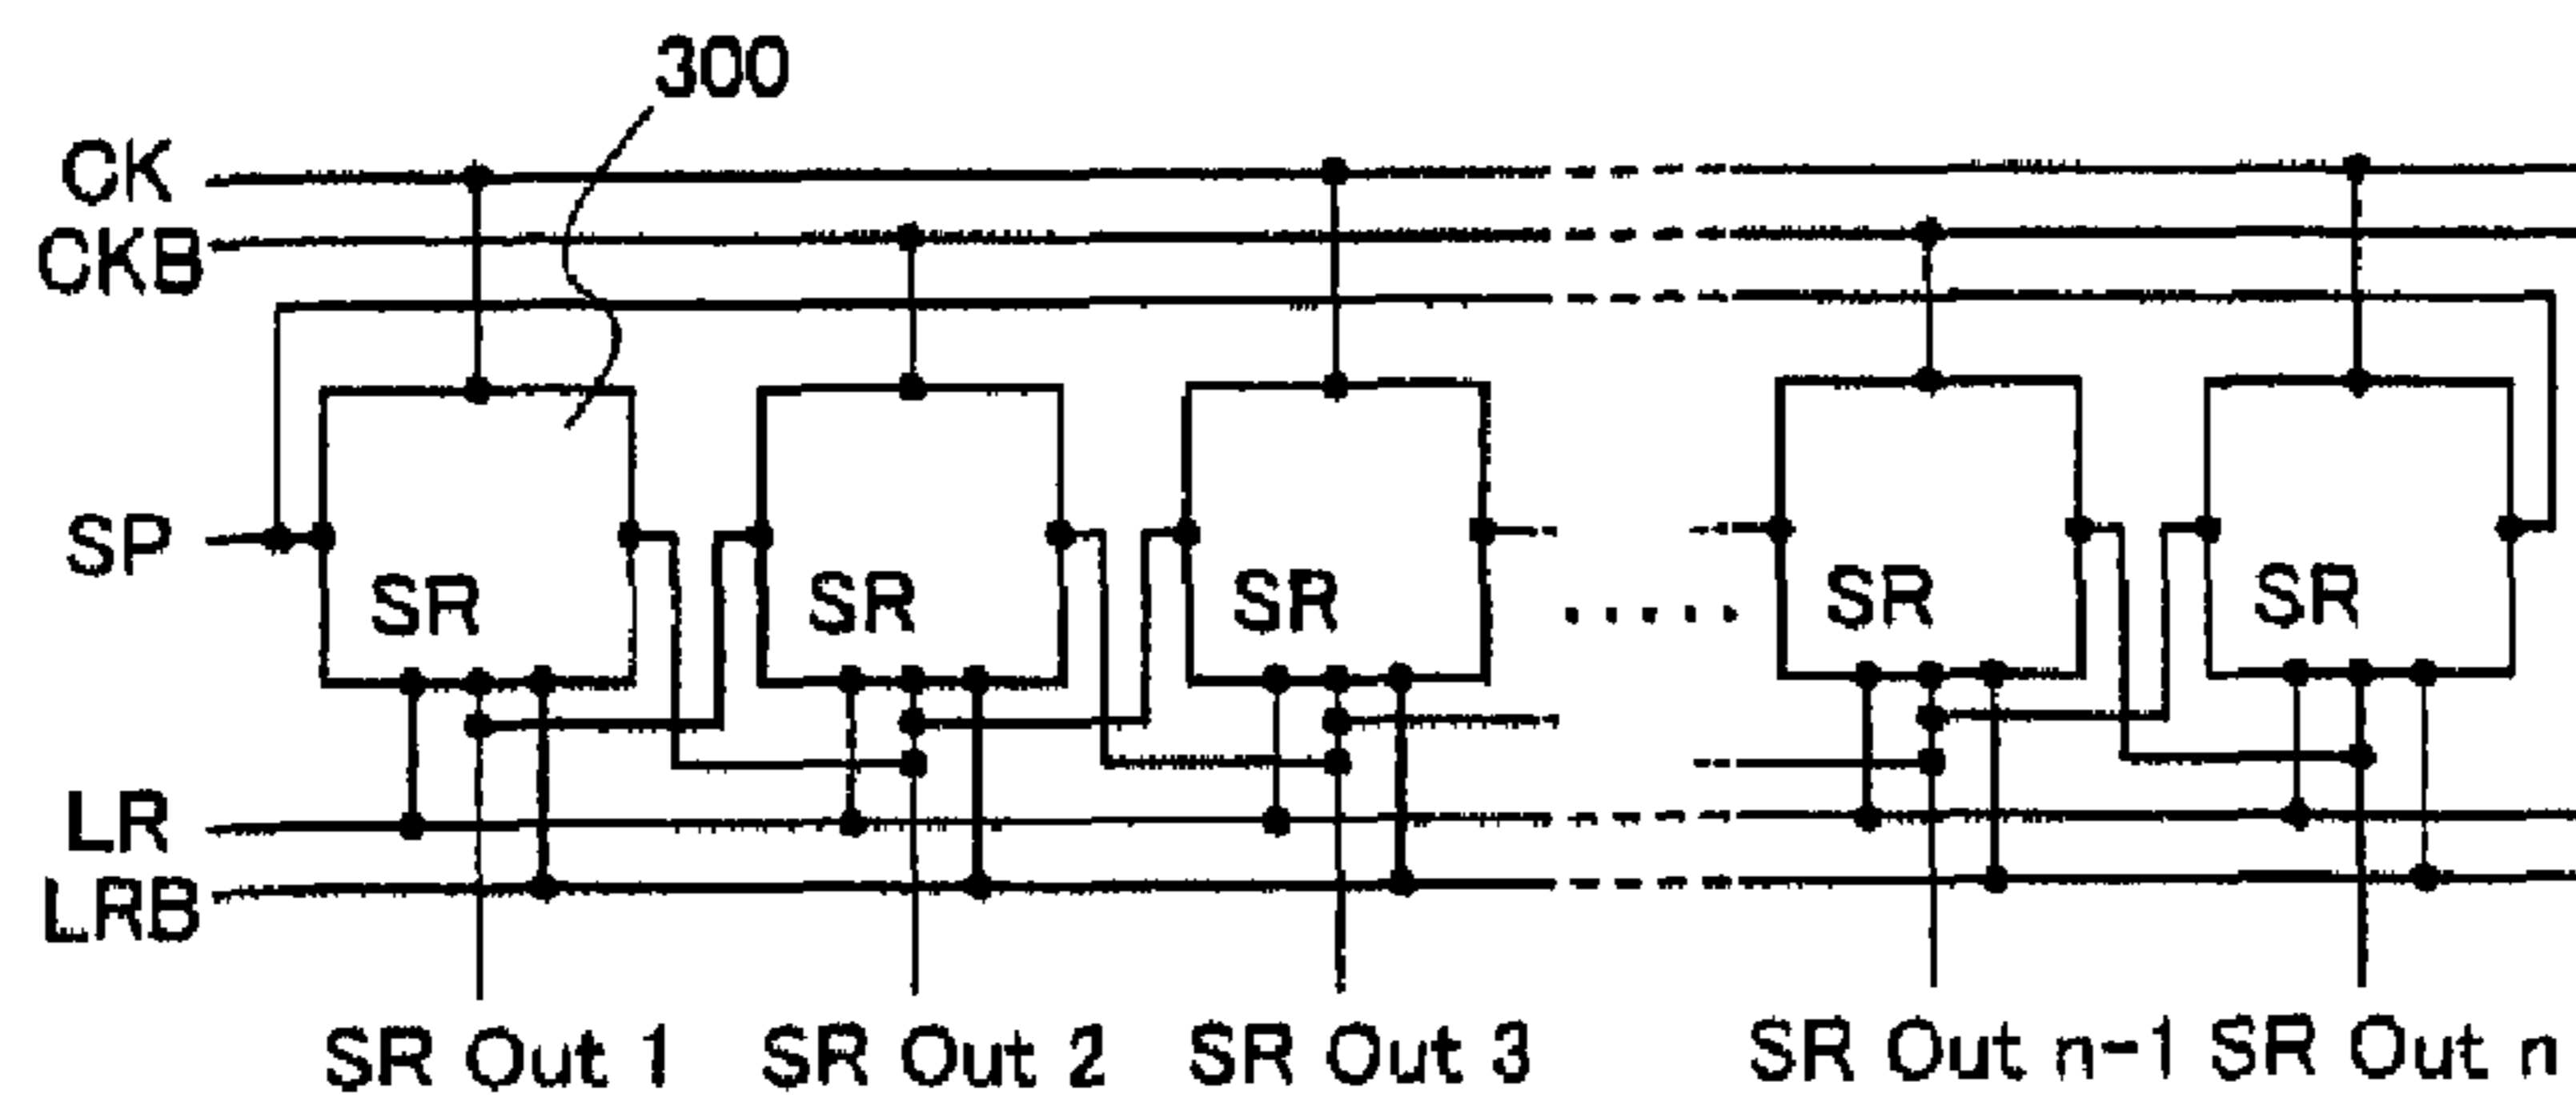 300
CK
CKB
SP
SR SR SR ..... SR SR
LR
LRB
SR Out 1 SR Out 2 SR Out 3 SR Out n-1 SR Out n